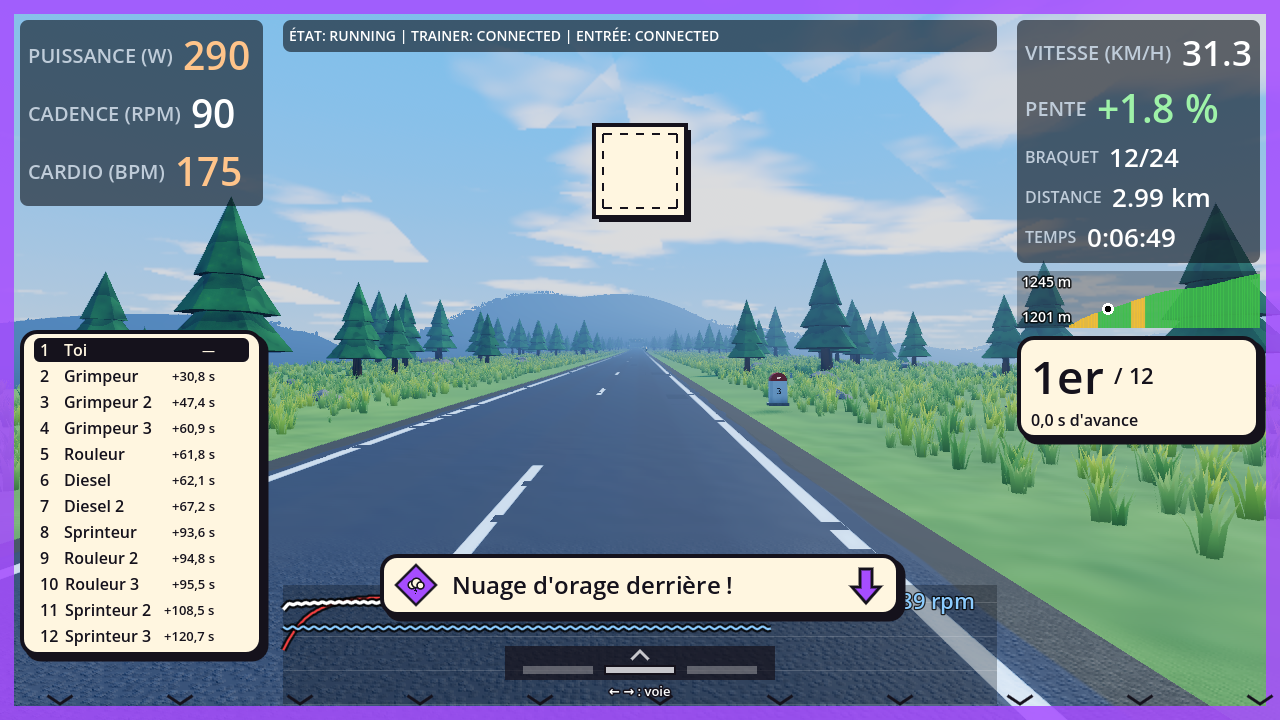 PUISSANCE (W) 290
CADENCE (RPM) 90
CARDIO (BPM) 175
ÉTAT: RUNNING | TRAINER: CONNECTED | ENTRÉE: CONNECTED
VITESSE (KM/H) 31.3
PENTE +1.8 %
BRAQUET 12/24
DISTANCE 2.99 km
TEMPS 0:06:49
1245 m
1201 m
1er / 12
0,0 s d'avance
1 Toi —
2 Grimpeur +30,8 s
3 Grimpeur 2 +47,4 s
4 Grimpeur 3 +60,9 s
5 Rouleur +61,8 s
6 Diesel +62,1 s
7 Diesel 2 +67,2 s
8 Sprinteur +93,6 s
9 Rouleur 2 +94,8 s
10 Rouleur 3 +95,5 s
11 Sprinteur 2 +108,5 s
12 Sprinteur 3 +120,7 s
3
Nuage d'orage derrière !
89 rpm
← → : voie